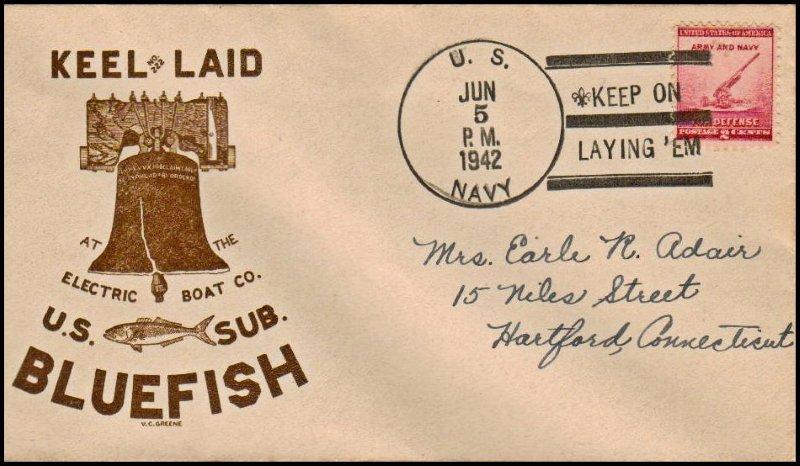 KEEL NO. 222 LAID
AT THE
ELECTRIC BOAT CO.
U.S. SUB.
BLUEFISH
V.C. GREENE
U. S.
JUN
5
P.M.
1942
NAVY
KEEP ON
LAYING 'EM
UNITED STATES OF AMERICA
ARMY AND NAVY
FOR DEFENSE
POSTAGE 2 CENTS
Mrs. Earle R. Adair
15 Niles Street
Hartford, Connecticut